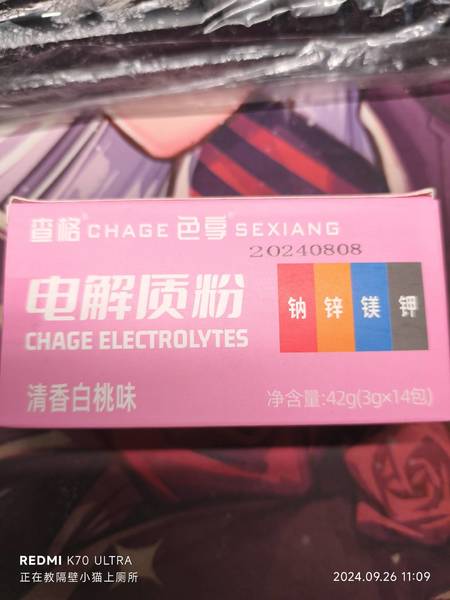 查格® CHAGE 色享® SEXIANG
20240808
电解质粉
CHAGE ELECTROLYTES
钠 锌 镁 钾
清香白桃味
净含量:42g(3g×14包)
REDMI K70 ULTRA
正在教隔壁小猫上厕所
2024.09.26 11:09